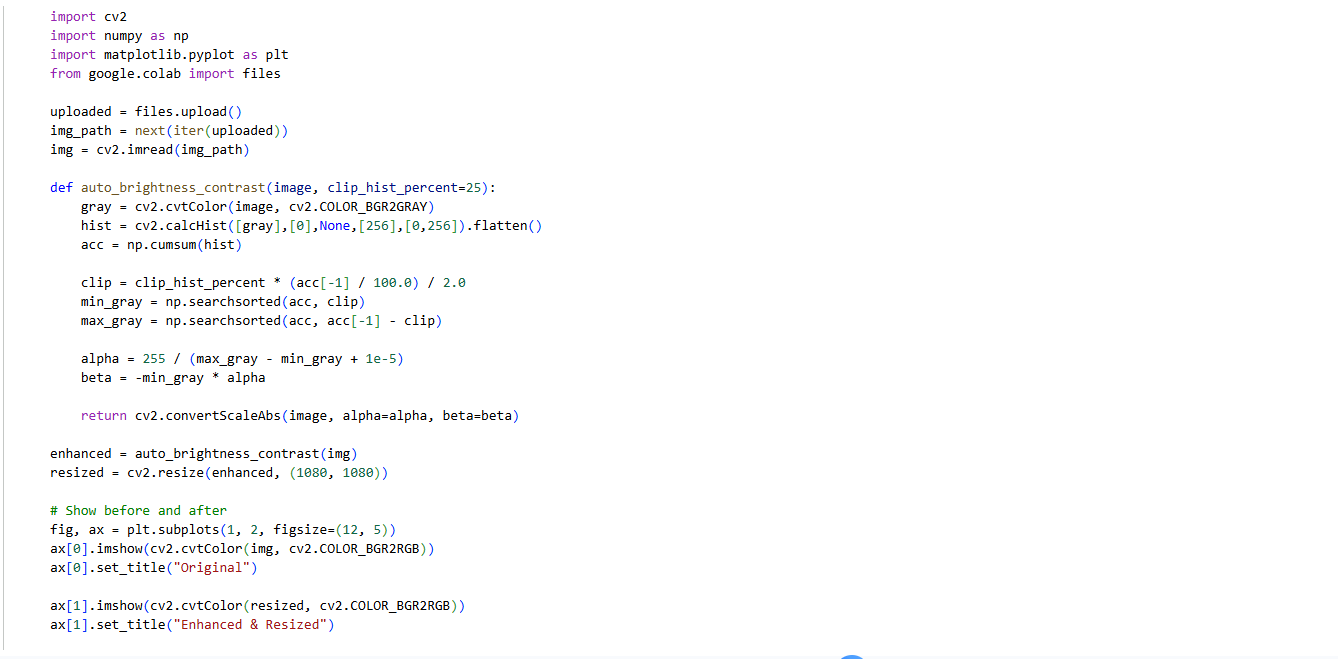 import cv2
import numpy as np
import matplotlib.pyplot as plt
from google.colab import files

uploaded = files.upload()
img_path = next(iter(uploaded))
img = cv2.imread(img_path)

def auto_brightness_contrast(image, clip_hist_percent=25):
    gray = cv2.cvtColor(image, cv2.COLOR_BGR2GRAY)
    hist = cv2.calcHist([gray],[0],None,[256],[0,256]).flatten()
    acc = np.cumsum(hist)

    clip = clip_hist_percent * (acc[-1] / 100.0) / 2.0
    min_gray = np.searchsorted(acc, clip)
    max_gray = np.searchsorted(acc, acc[-1] - clip)

    alpha = 255 / (max_gray - min_gray + 1e-5)
    beta = -min_gray * alpha

    return cv2.convertScaleAbs(image, alpha=alpha, beta=beta)

enhanced = auto_brightness_contrast(img)
resized = cv2.resize(enhanced, (1080, 1080))

# Show before and after
fig, ax = plt.subplots(1, 2, figsize=(12, 5))
ax[0].imshow(cv2.cvtColor(img, cv2.COLOR_BGR2RGB))
ax[0].set_title("Original")

ax[1].imshow(cv2.cvtColor(resized, cv2.COLOR_BGR2RGB))
ax[1].set_title("Enhanced & Resized")